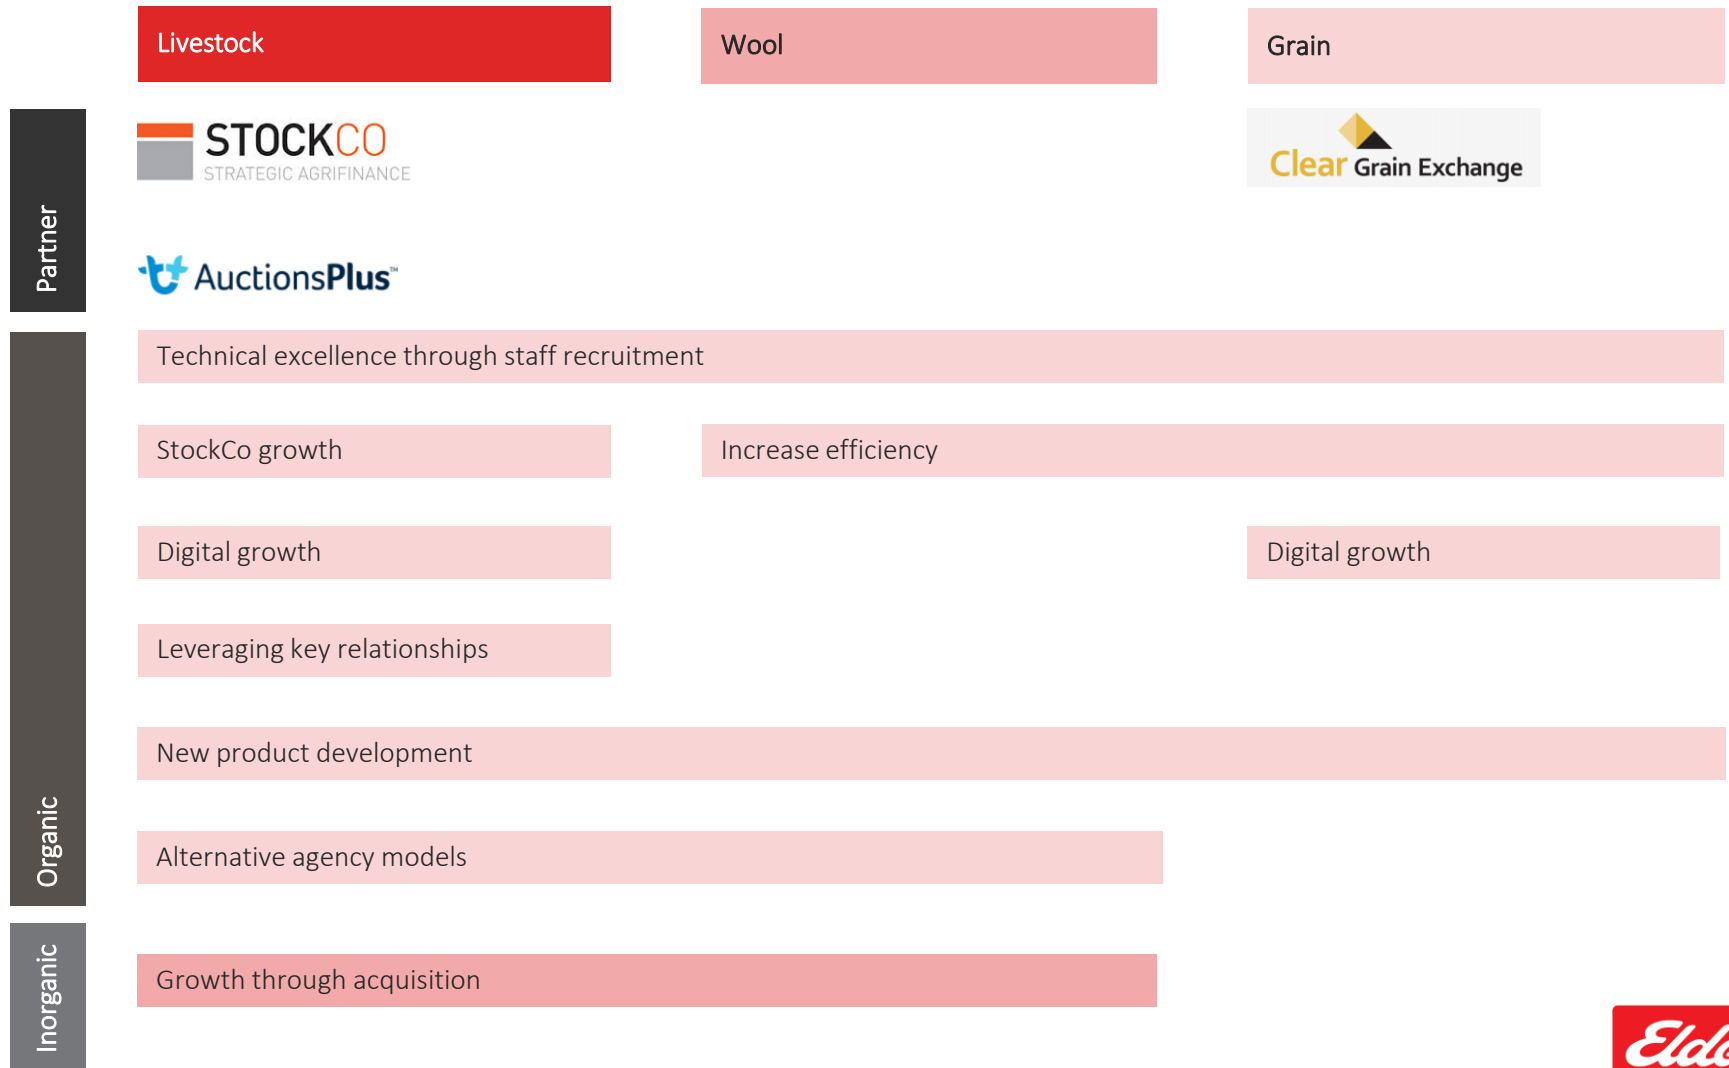 Livestock
Wool
Grain
Partner
STOCKCO
STRATEGIC AGRIFINANCE
Clear Grain Exchange
AuctionsPlus™
Organic
Technical excellence through staff recruitment
StockCo growth
Increase efficiency
Digital growth
Digital growth
Leveraging key relationships
New product development
Alternative agency models
Inorganic
Growth through acquisition